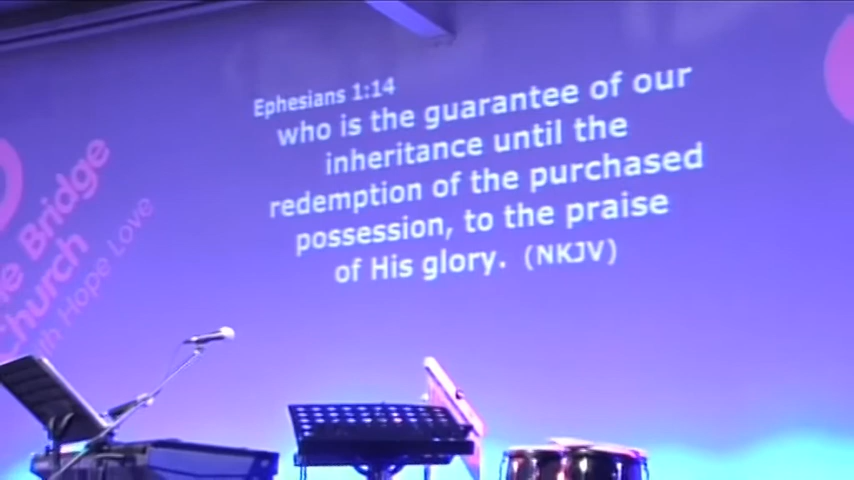 Ephesians 1:14
who is the guarantee of our
inheritance until the
redemption of the purchased
possession, to the praise
of His glory. (NKJV)
Bridge
Church
Hope Love